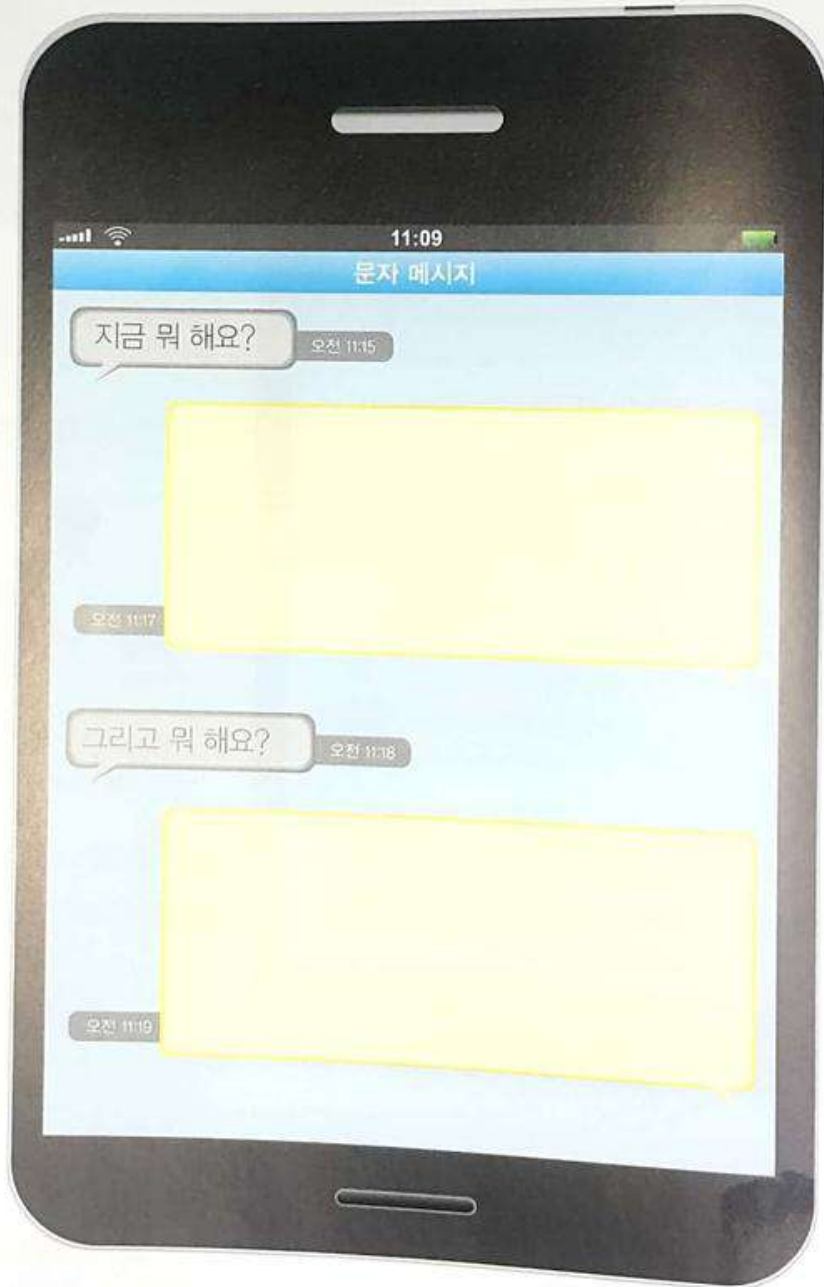 11:09
문자 메시지
지금 뭐 해요?
오전 11:15
오전 11:17
그리고 뭐 해요?
오전 11:18
오전 11:19